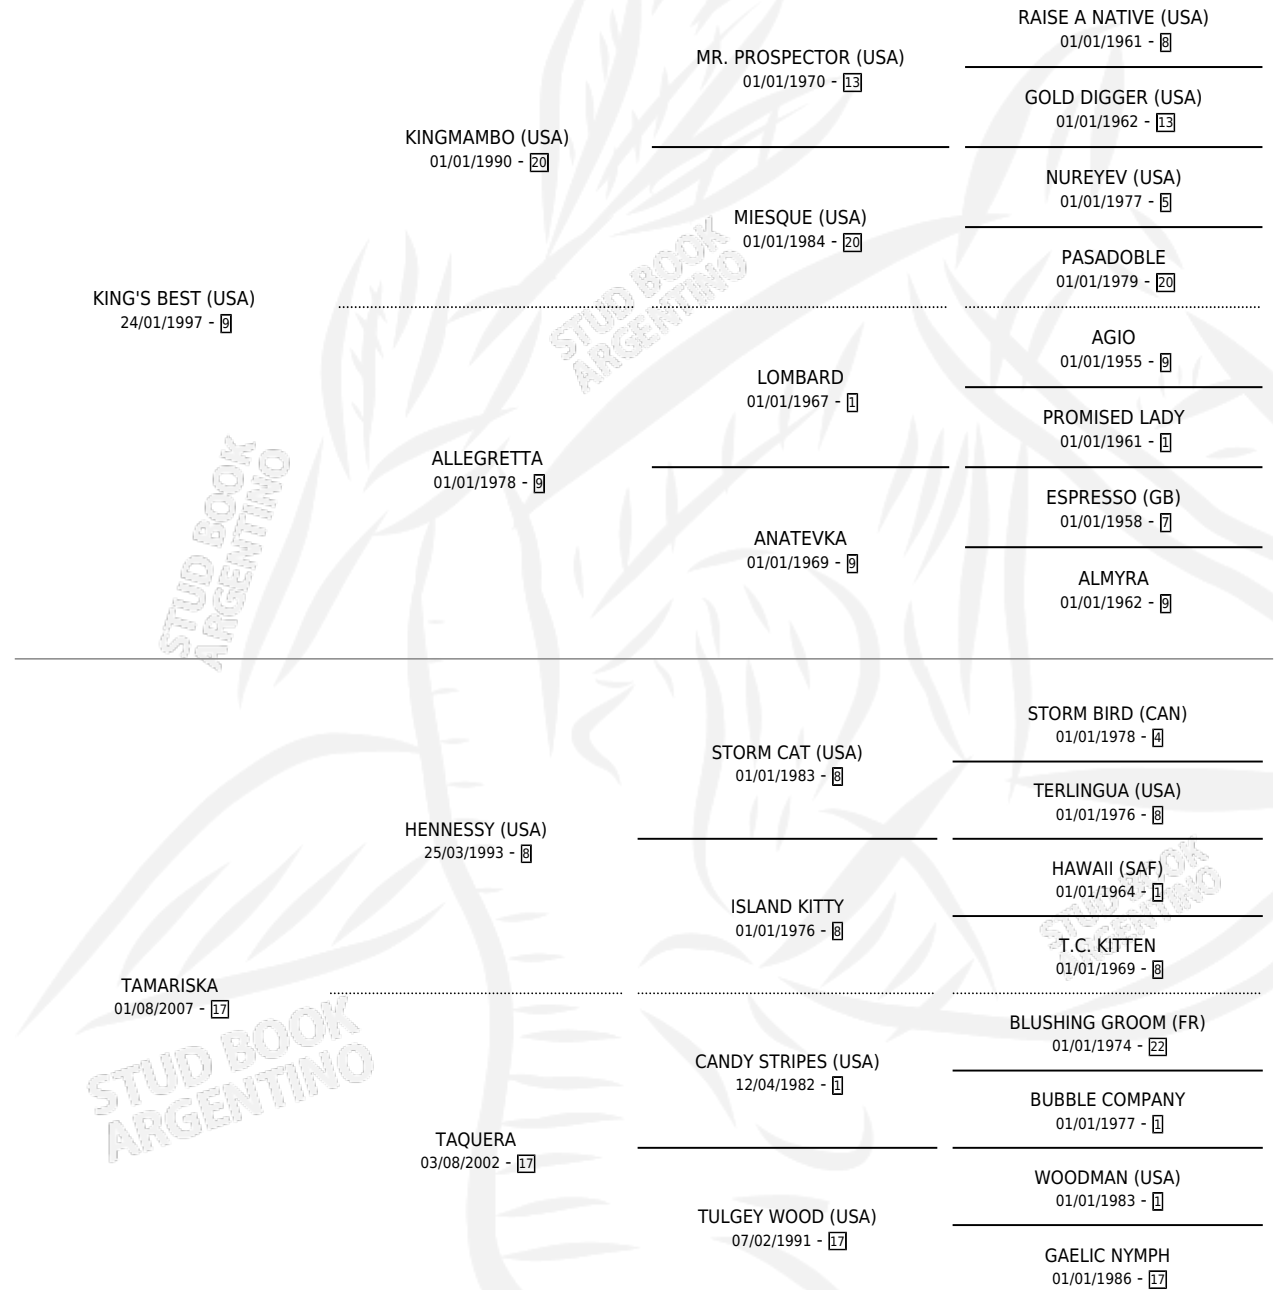 RAISE A NATIVE (USA)
01/01/1961 - 8
MR. PROSPECTOR (USA)
01/01/1970 - 13
GOLD DIGGER (USA)
01/01/1962 - 13
KINGMAMBO (USA)
01/01/1990 - 20
NUREYEV (USA)
01/01/1977 - 5
MIESQUE (USA)
01/01/1984 - 20
PASADOBLE
01/01/1979 - 20
KING'S BEST (USA)
24/01/1997 - 9
AGIO
01/01/1955 - 9
LOMBARD
01/01/1967 - 1
PROMISED LADY
01/01/1961 - 1
ALLEGRETTA
01/01/1978 - 9
ESPRESSO (GB)
01/01/1958 - 7
ANATEVKA
01/01/1969 - 9
ALMYRA
01/01/1962 - 9
STORM BIRD (CAN)
01/01/1978 - 4
STORM CAT (USA)
01/01/1983 - 8
TERLINGUA (USA)
01/01/1976 - 8
HENNESSY (USA)
25/03/1993 - 8
HAWAII (SAF)
01/01/1964 - 1
ISLAND KITTY
01/01/1976 - 8
T.C. KITTEN
01/01/1969 - 8
TAMARISKA
01/08/2007 - 17
BLUSHING GROOM (FR)
01/01/1974 - 22
CANDY STRIPES (USA)
12/04/1982 - 1
BUBBLE COMPANY
01/01/1977 - 1
TAQUERA
03/08/2002 - 17
WOODMAN (USA)
01/01/1983 - 1
TULGEY WOOD (USA)
07/02/1991 - 17
GAELIC NYMPH
01/01/1986 - 17
STUD BOOK
ARGENTINO
STUD BOOK
ARGENTINO
STUD BOOK
ARGENTINO
STUD BOOK
ARGENTINO